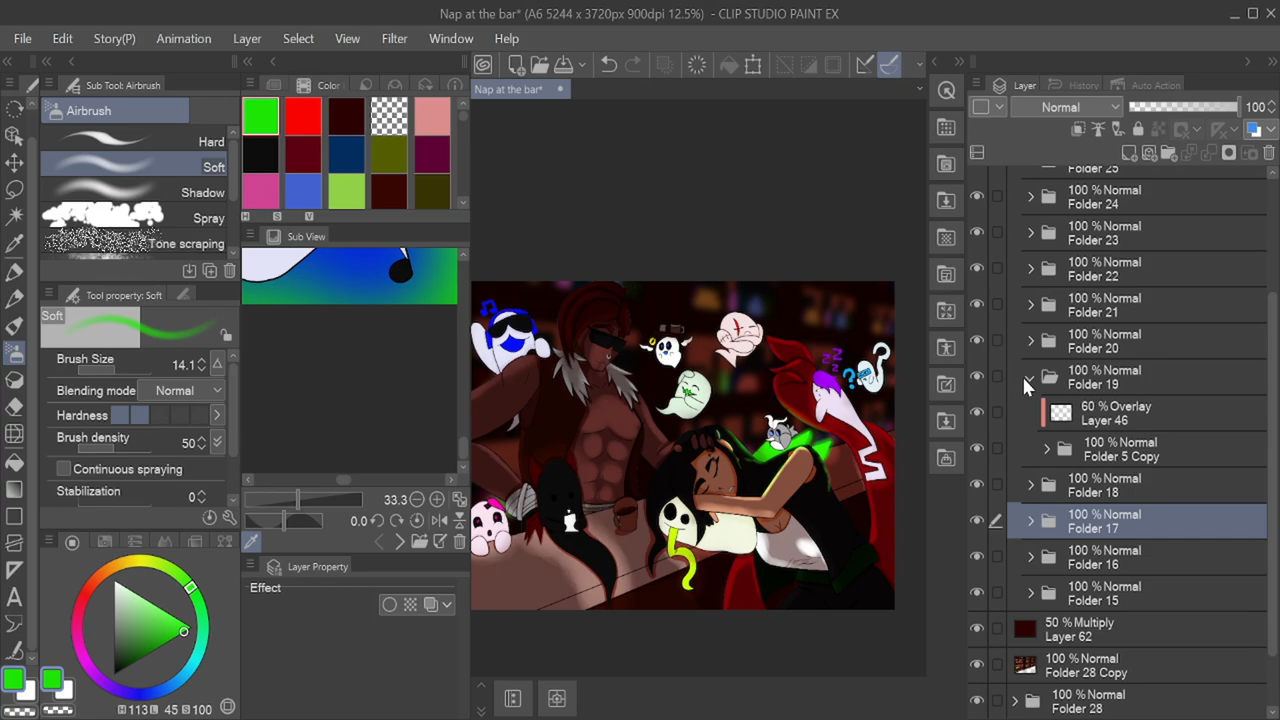 Nap at the bar* (A6 5244 x 3720px 900dpi 12.5%)  - CLIP STUDIO PAINT EX
File Edit Story(P) Animation Layer Select View Filter Window Help
Sub Tool: Airbrush
Airbrush
Hard
Soft
Shadow
Spray
Tone scraping
Tool property: Soft
Soft
Brush Size 14.1
Blending mode Normal
Hardness
Brush density 50
Continuous spraying
Stabilization 0
H 113 L 45 S 100
Color
H S V
Sub View
33.3
0.0
Layer Property
Effect
Nap at the bar*
Z Z Z
? ?
Layer History Auto Action
Normal 100
Folder 25
100 % Normal
Folder 24
100 % Normal
Folder 23
100 % Normal
Folder 22
100 % Normal
Folder 21
100 % Normal
Folder 20
100 % Normal
Folder 19
60 % Overlay
Layer 46
100 % Normal
Folder 5 Copy
100 % Normal
Folder 18
100 % Normal
Folder 17
100 % Normal
Folder 16
100 % Normal
Folder 15
50 % Multiply
Layer 62
100 % Normal
Folder 28 Copy
100 % Normal
Folder 28